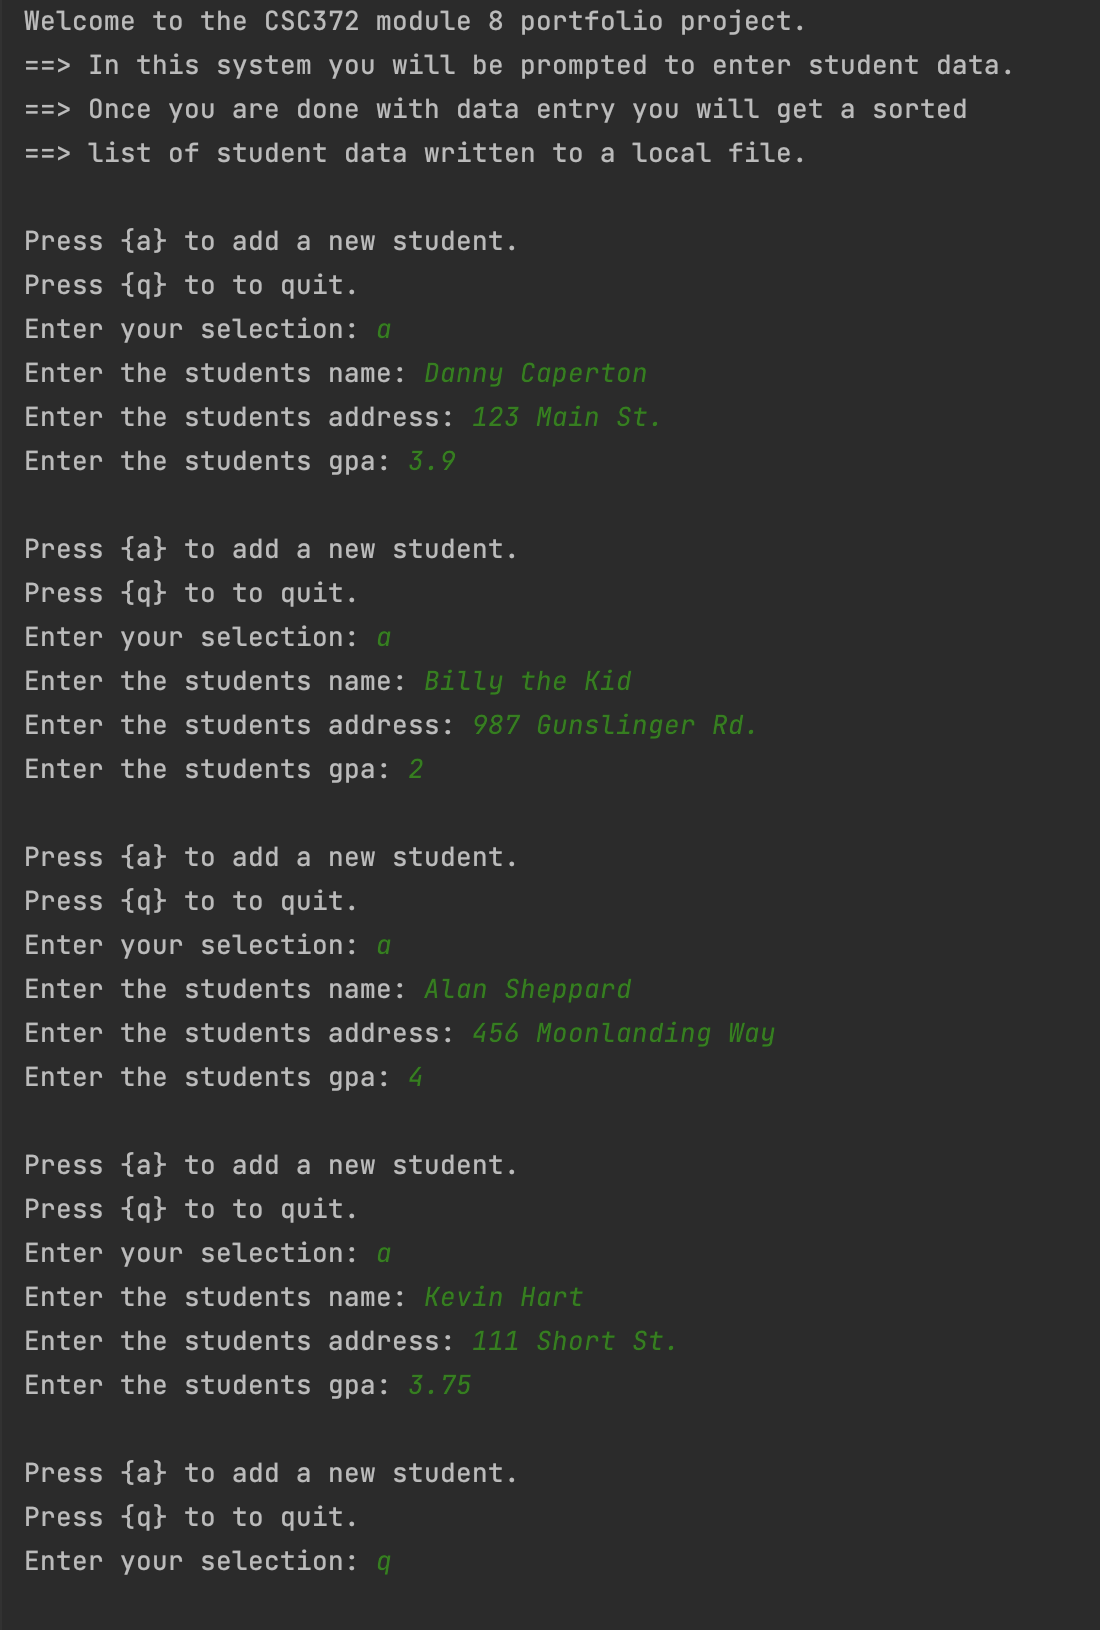 Welcome to the CSC372 module 8 portfolio project.
==> In this system you will be prompted to enter student data.
==> Once you are done with data entry you will get a sorted
==> list of student data written to a local file.
Press {a} to add a new student.
Press {q} to to quit.
Enter your selection: a
Enter the students name: Danny Caperton
Enter the students address: 123 Main St.
Enter the students gpa: 3.9
Press {a} to add a new student.
Press {q} to to quit.
Enter your selection: a
Enter the students name: Billy the Kid
Enter the students address: 987 Gunslinger Rd.
Enter the students gpa: 2
Press {a} to add a new student.
Press {q} to to quit.
Enter your selection: a
Enter the students name: Alan Sheppard
Enter the students address: 456 Moonlanding Way
Enter the students gpa: 4
Press {a} to add a new student.
Press {q} to to quit.
Enter your selection: a
Enter the students name: Kevin Hart
Enter the students address: 111 Short St.
Enter the students gpa: 3.75
Press {a} to add a new student.
Press {q} to to quit.
Enter your selection: q